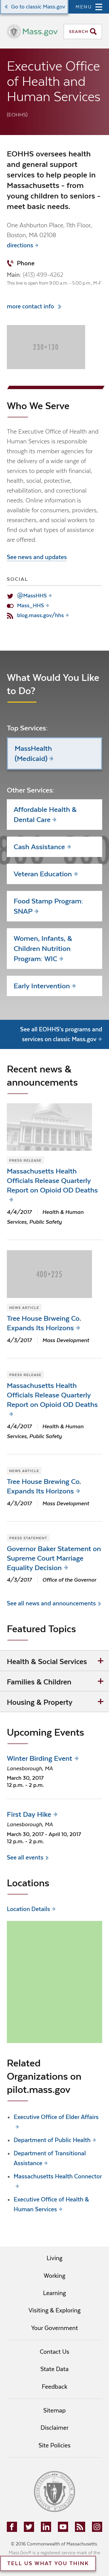 Go to classic Mass.gov
MENU
Mass.gov
SEARCH
Executive Office
of Health and
Human Services
(EOHHS)
EOHHS oversees health
and general support
services to help people in
Massachusetts - from
young children to seniors -
meet basic needs.
One Ashburton Place, 11th Floor,
Boston, MA 02108
directions
Phone
Main: (413) 499-4262
The line is open from 9:00 a.m. - 5:00 p.m., M-F
more contact info
230×130
Who We Serve
The Executive Office of Health and
Human Services is responsible
through its departments and
agencies for providing a wide
variety of services to people with
medical, health, social,
protective, educational and
correctional needs. Online
information is available for
consumers, providers,
researchers, and social workers
to find out what assistance is
offered.
See news and updates
SOCIAL
@MassHHS
Mass_HHS
blog.mass.gov/hhs
What Would You Like
to Do?
Top Services:
MassHealth
(Medicaid)
Other Services:
Affordable Health &
Dental Care
Cash Assistance
Veteran Education
Food Stamp Program:
SNAP
Women, Infants, &
Children Nutrition
Program: WIC
Early Intervention
See all EOHHS's programs and
services on classic Mass.gov
Recent news &
announcements
PRESS RELEASE
Massachusetts Health
Officials Release Quarterly
Report on Opioid OD Deaths
4/4/2017 Health & Human
Services, Public Safety
400×225
NEWS ARTICLE
Tree House Brweing Co.
Expands Its Horizons
4/3/2017 Mass Development
PRESS RELEASE
Massachusetts Health
Officials Release Quarterly
Report on Opioid OD Deaths
4/4/2017 Health & Human
Services, Public Safety
NEWS ARTICLE
Tree House Brewing Co.
Expands Its Horizons
4/3/2017 Mass Development
PRESS STATEMENT
Governor Baker Statement on
Supreme Court Marriage
Equality Decision
4/3/2017 Office of the Governor
See all news and announcements
Featured Topics
Health & Social Services
Families & Children
Housing & Property
Upcoming Events
Winter Birding Event
Lanesborough, MA
March 30, 2017
12 p.m. - 2 p.m.
First Day Hike
Lanesborough, MA
March 30, 2017 - April 10, 2017
12 p.m. - 2 p.m.
See all events
Locations
Location Details
Related
Organizations on
pilot.mass.gov
Executive Office of Elder Affairs
Department of Public Health
Department of Transitional
Assistance
Massachusetts Health Connector
Executive Office of Health &
Human Services
Living
Working
Learning
Visiting & Exploring
Your Government
Contact Us
State Data
Feedback
Sitemap
Disclaimer
Site Policies
© 2016 Commonwealth of Massachusetts
Mass.Gov® is a registered service mark of the
TELL US WHAT YOU THINK